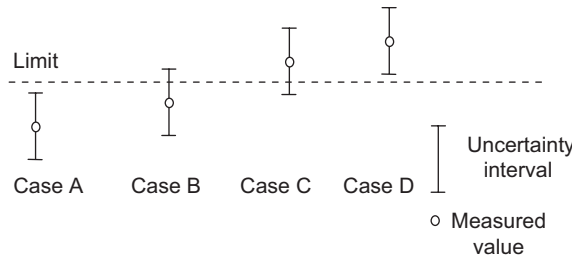 Limit
Case A
Case B
Case C
Case D
Uncertainty
interval
Measured
value